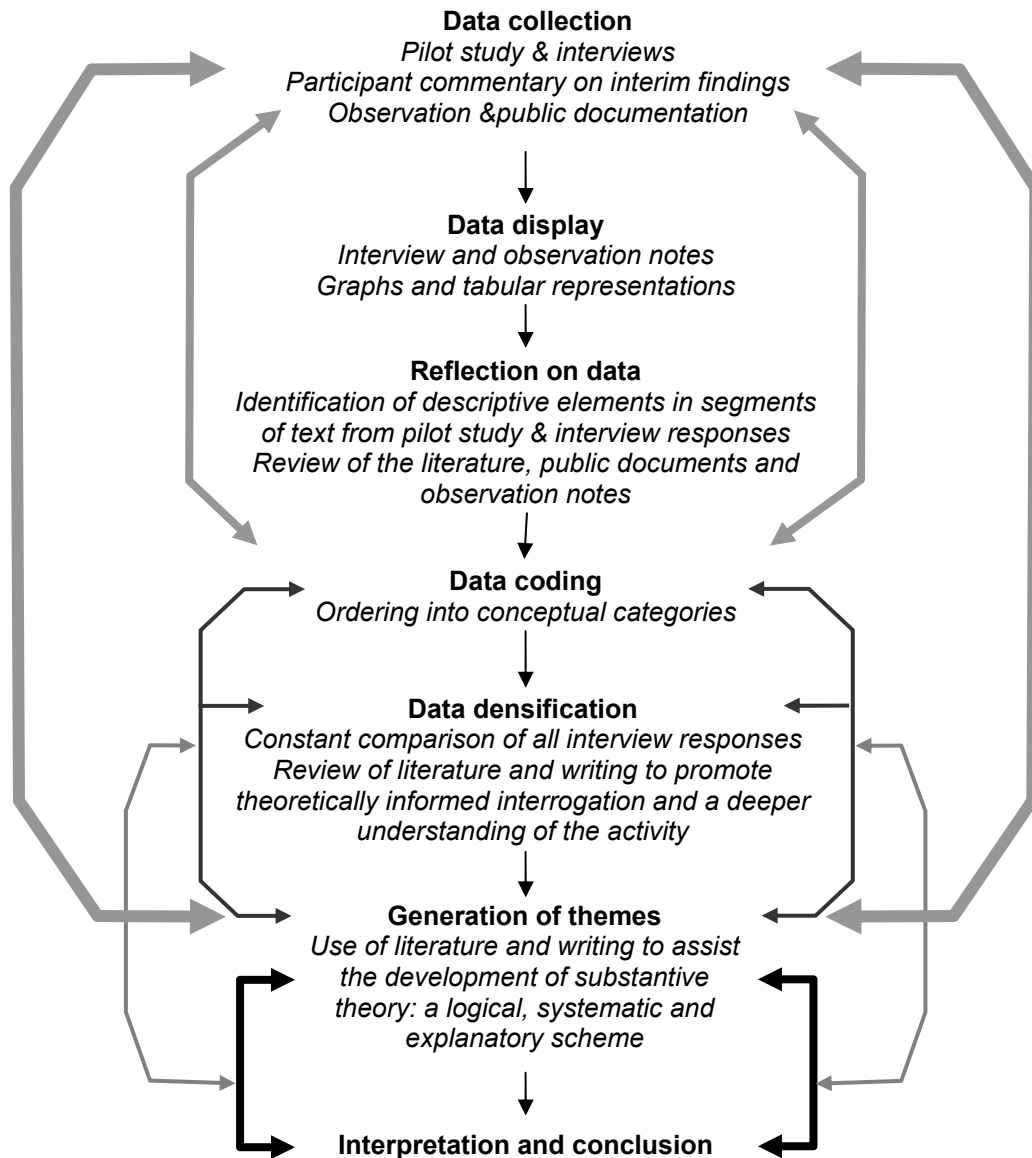 Data collection
Pilot study & interviews
Participant commentary on interim findings
Observation &public documentation
Data display
Interview and observation notes
Graphs and tabular representations
Reflection on data
Identification of descriptive elements in segments
of text from pilot study & interview responses
Review of the literature, public documents and
observation notes
Data coding
Ordering into conceptual categories
Data densification
Constant comparison of all interview responses
Review of literature and writing to promote
theoretically informed interrogation and a deeper
understanding of the activity
Generation of themes
Use of literature and writing to assist
the development of substantive
theory: a logical, systematic and
explanatory scheme
Interpretation and conclusion